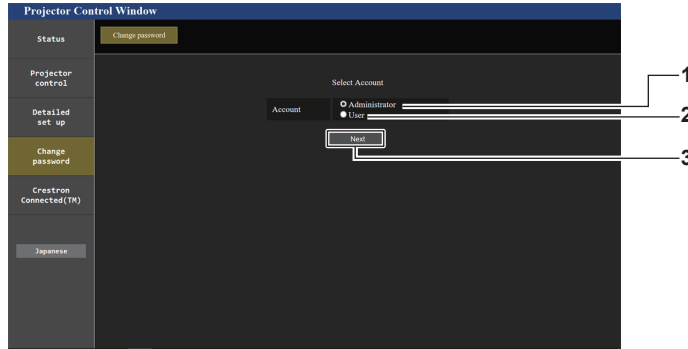 Projector Control Window
Status
Change password
Projector
control
Detailed
set up
Change
password
Crestron
Connected(TM)
Japanese
Select Account
Account
Administrator
User
Next
1
2
3